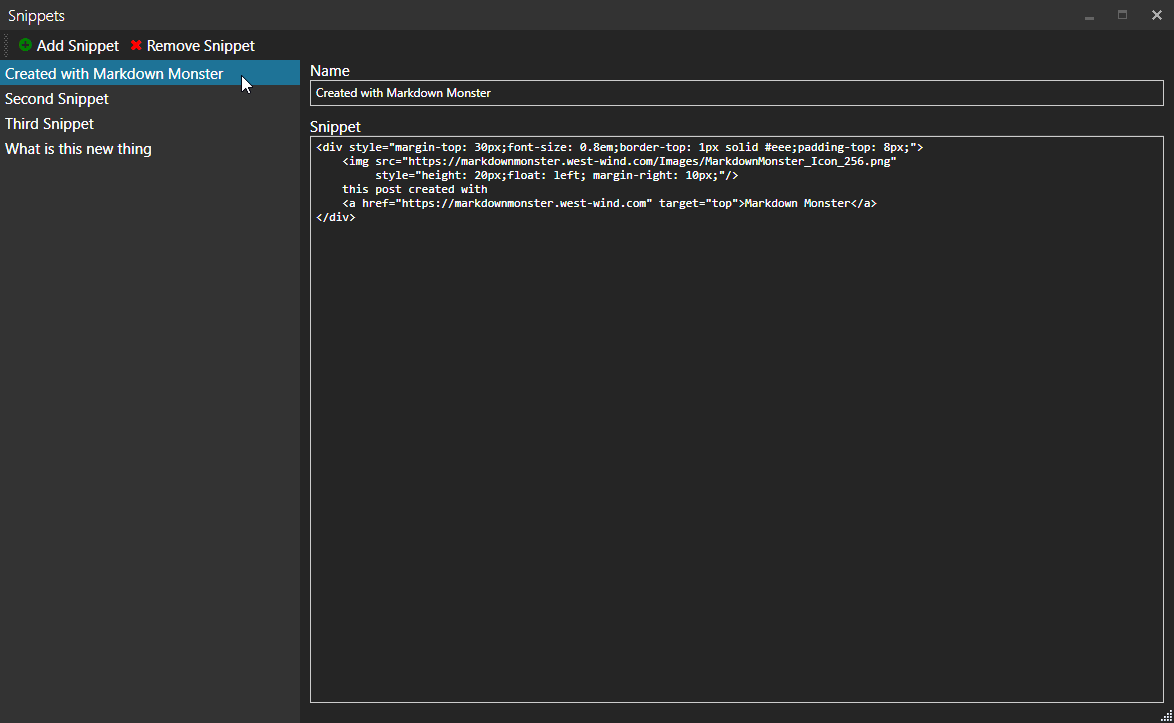 Snippets
Add Snippet Remove Snippet
Created with Markdown Monster
Second Snippet
Third Snippet
What is this new thing
Name
Created with Markdown Monster
Snippet
<div style="margin-top: 30px;font-size: 0.8em;border-top: 1px solid #eee;padding-top: 8px;">
    <img src="https://markdownmonster.west-wind.com/Images/MarkdownMonster_Icon_256.png"
         style="height: 20px;float: left; margin-right: 10px;"/>
    this post created with
    <a href="https://markdownmonster.west-wind.com" target="top">Markdown Monster</a>
</div>